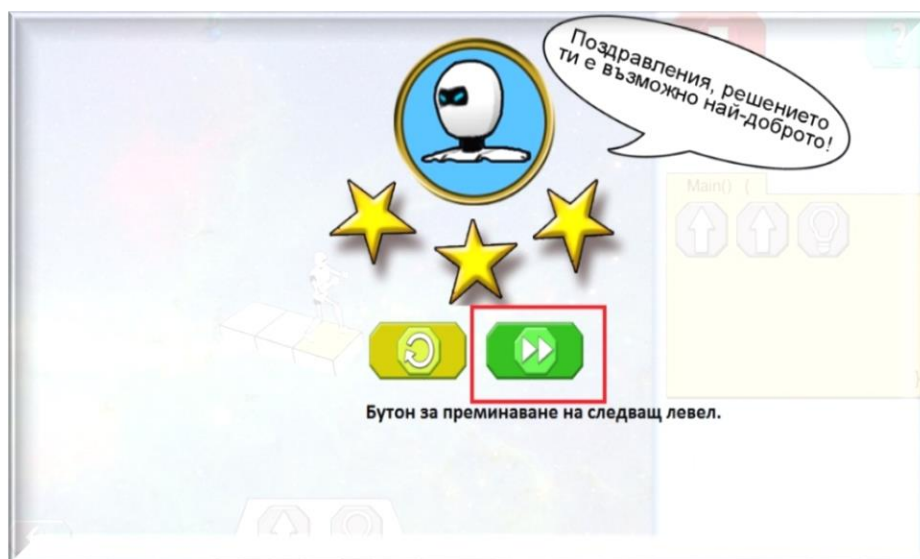 Поздравления, решението
ти е възможно най-доброто!
Main() {
}
Бутон за преминаване на следващ левел.